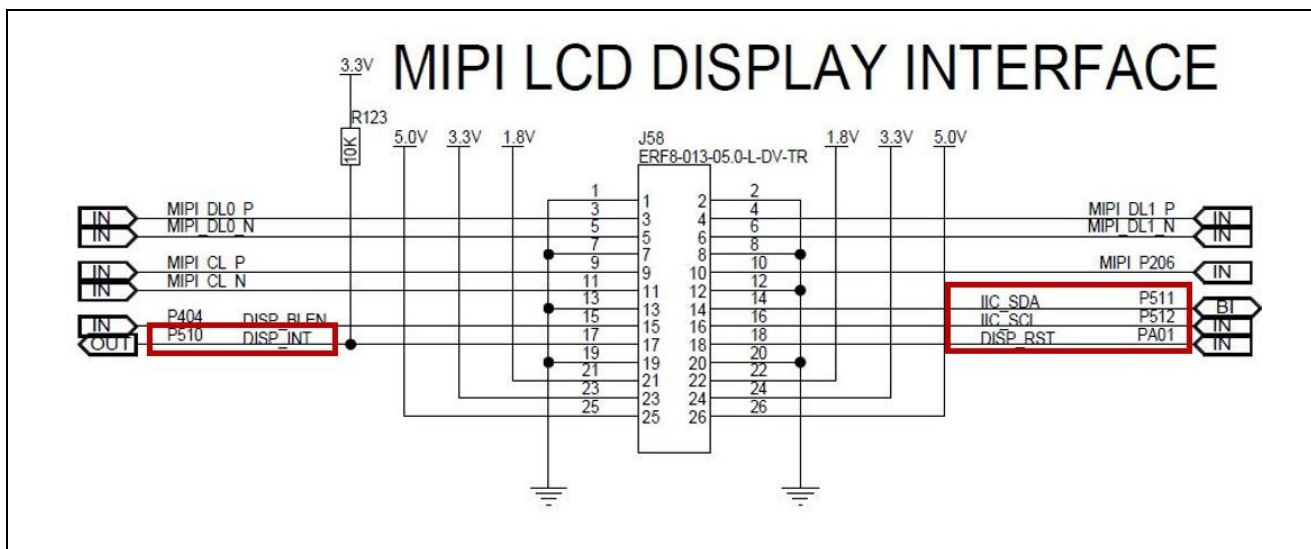 MIPI LCD DISPLAY INTERFACE
3.3V
R123
10K
5.0V 3.3V 1.8V
J58
ERF8-013-05.0-L-DV-TR
1.8V 3.3V 5.0V
1 1 2 2
IN MIPI_DL0_P 3 3 4 4 MIPI_DL1_P IN
IN MIPI_DL0_N 5 5 6 6 MIPI_DL1_N IN
7 7 8 8
IN MIPI_CL_P 9 9 10 10 MIPI_P206 IN
IN MIPI_CL_N 11 11 12 12
13 13 14 14 IIC_SDA P511 BI
IN P404 DISP_BLEN 15 15 16 16 IIC_SCL P512 IN
OUT P510 DISP_INT 17 17 18 18 DISP_RST PA01 IN
19 19 20 20
21 21 22 22
23 23 24 24
25 25 26 26